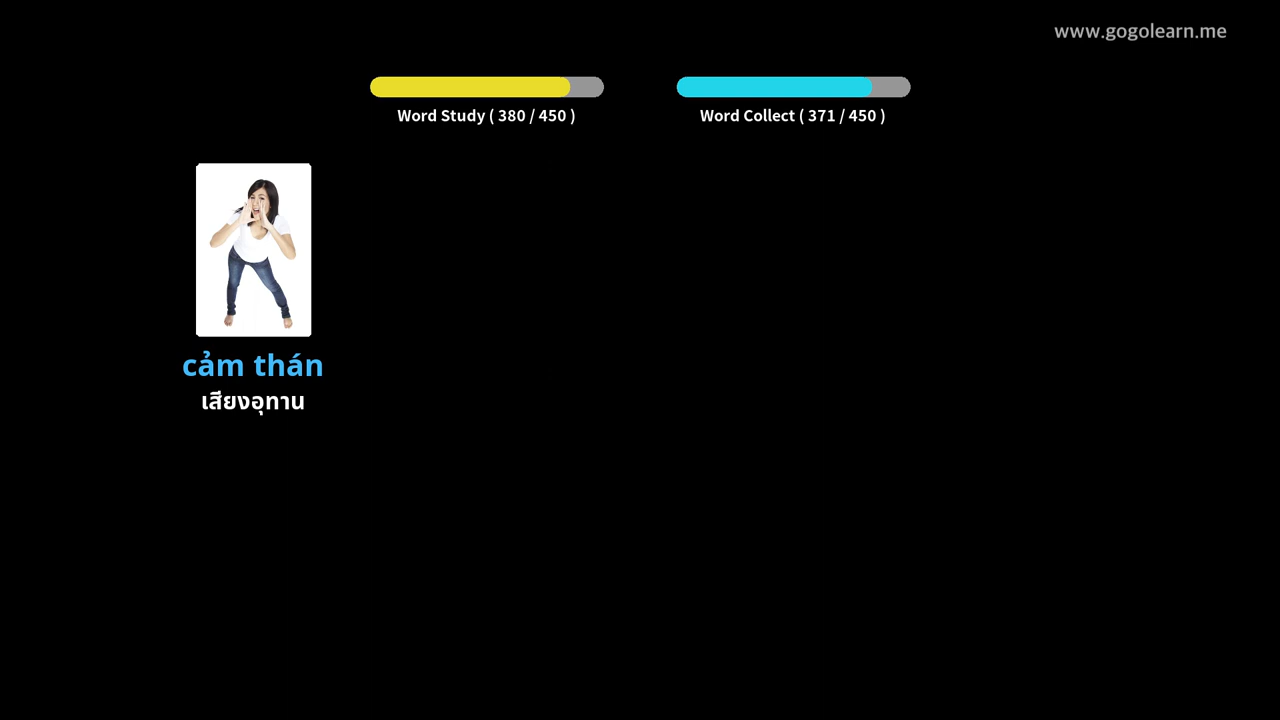 www.gogolearn.me
Word Study ( 380 / 450 )
Word Collect ( 371 / 450 )
cảm thán
เสียงอุทาน